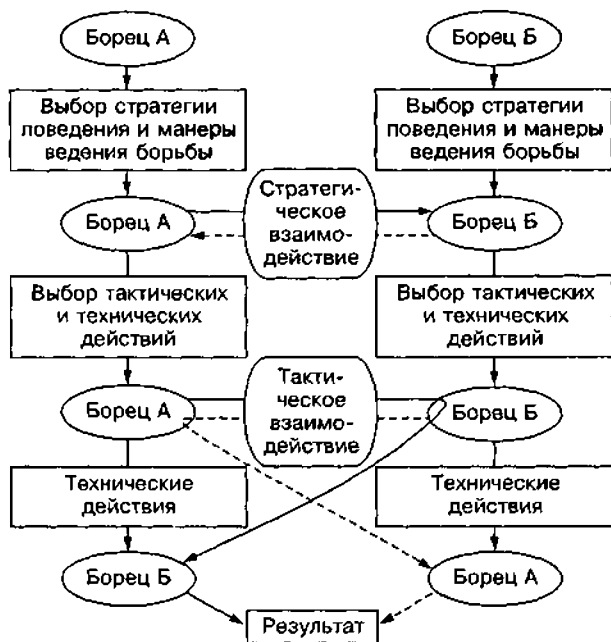 Борец А
Борец Б
Выбор стратегии
поведения и манеры
ведения борьбы
Выбор стратегии
поведения и манеры
ведения борьбы
Борец А
Стратеги-
ческое
взаимо-
действие
Борец Б
Выбор тактических
и технических
действий
Выбор тактических
и технических
действий
Борец А
Такти-
ческое
взаимо-
действие
Борец Б
Технические
действия
Технические
действия
Борец Б
Борец А
Результат